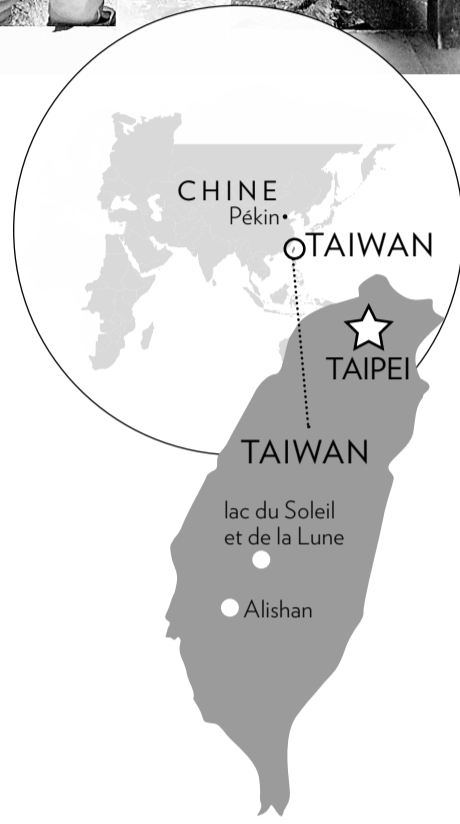 CHINE
Pékin
TAIWAN
TAIPEI
TAIWAN
lac du Soleil
et de la Lune
Alishan